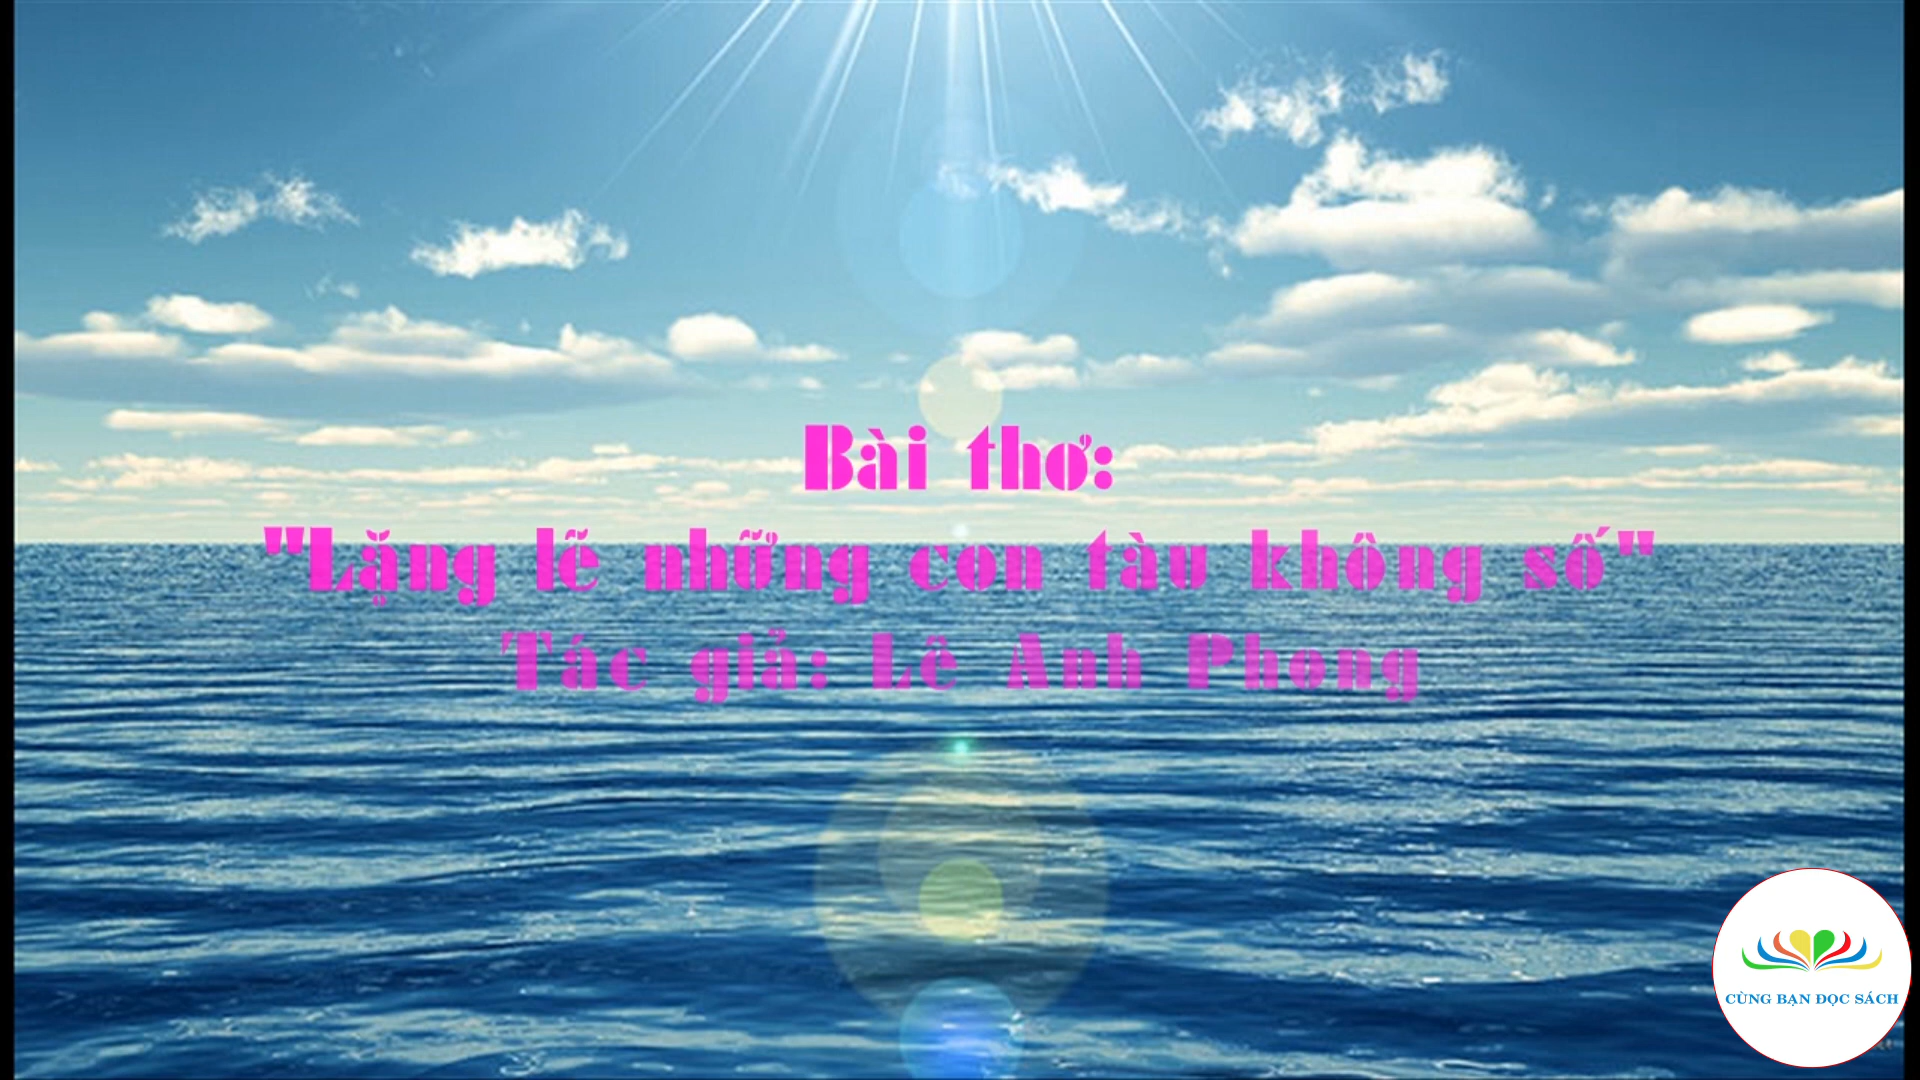 Bài thơ:
"Lặng lẽ những con tàu không số"
Tác giả: Lê Anh Phong
CÙNG BẠN ĐỌC SÁCH